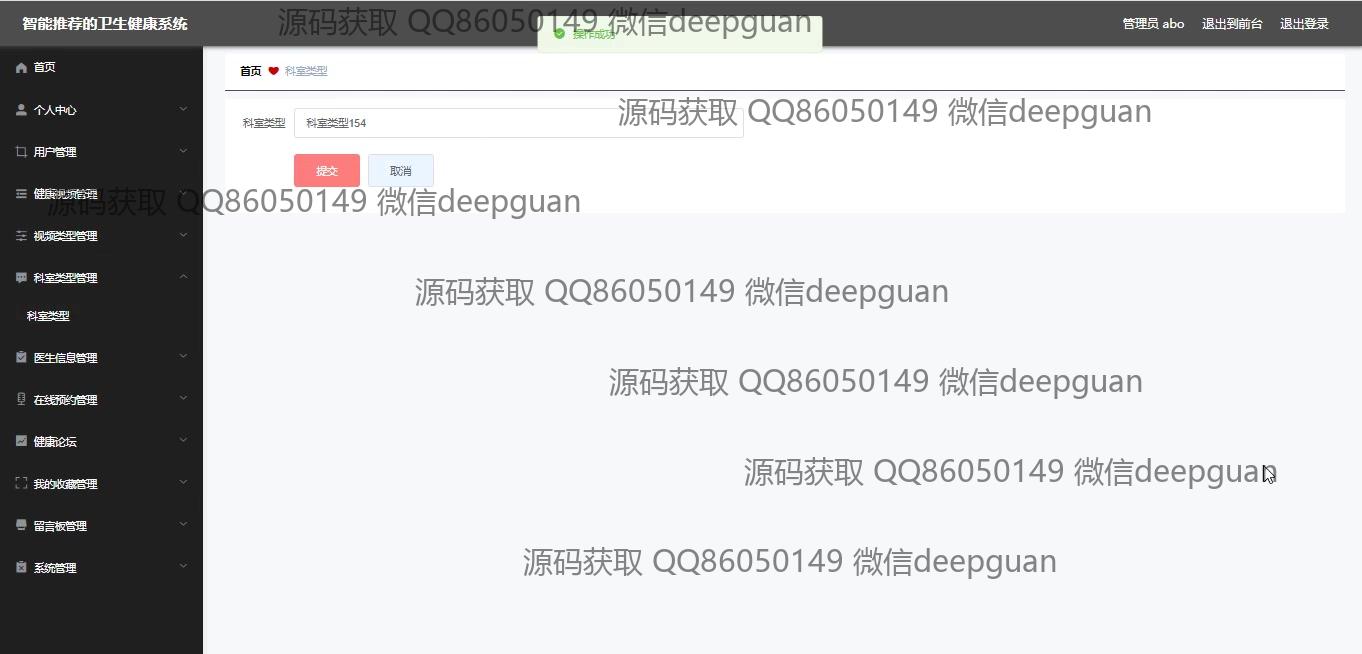 智能推荐的卫生健康系统
源码获取 QQ86050149 微信deepguan
操作成功
管理员 abo
退出到前台
退出登录
首页
个人中心
用户管理
健康视频管理
视频类型管理
科室类型管理
科室类型
医生信息管理
在线预约管理
健康论坛
我的收藏管理
留言板管理
系统管理
首页 科室类型
源码获取 QQ86050149 微信deepguan
科室类型 科室类型154
提交 取消
源码获取 QQ86050149 微信deepguan
源码获取 QQ86050149 微信deepguan
源码获取 QQ86050149 微信deepguan
源码获取 QQ86050149 微信deepguan
源码获取 QQ86050149 微信deepguan